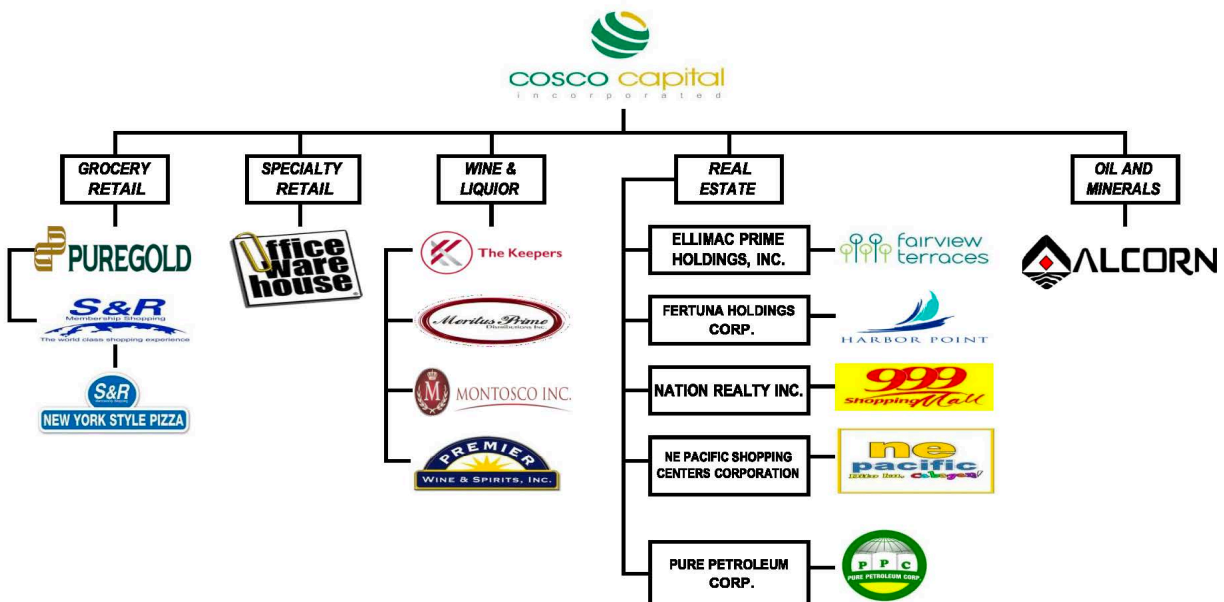 cosco capital
incorporated
GROCERY
RETAIL
SPECIALTY
RETAIL
WINE &
LIQUIOR
REAL
ESTATE
OIL AND
MINERALS
PUREGOLD
S&R
Membership Shopping
The world class shopping experience
S&R
NEW YORK STYLE PIZZA
Office
ware
house
The Keepers
Meritus Prime
Distributions Inc.
M
MONTOSCO INC.
PREMIER
WINE & SPIRITS, INC.
ELLIMAC PRIME
HOLDINGS, INC.
fairview
terraces
FERTUNA HOLDINGS
CORP.
HARBOR POINT
NATION REALTY INC.
999
Shopping Mall
NE PACIFIC SHOPPING
CENTERS CORPORATION
ne
pacific
PURE PETROLEUM
CORP.
PPC
PURE PETROLEUM CORP.
ALCORN